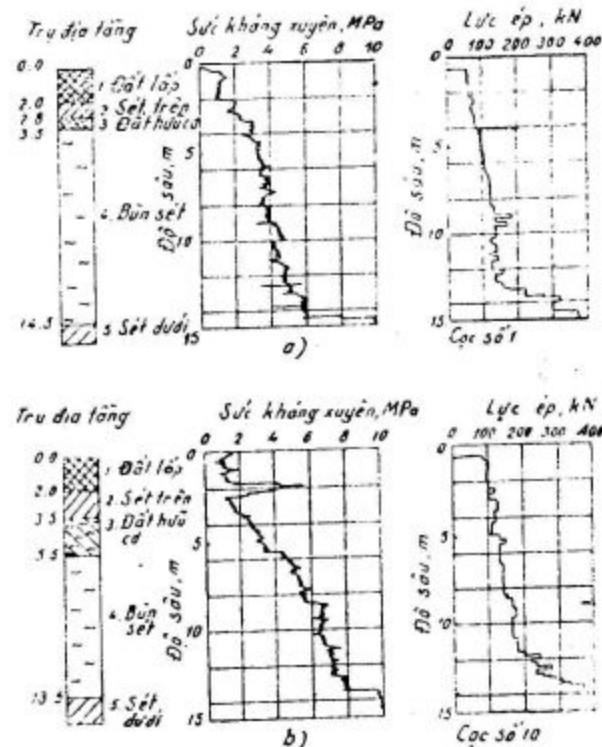 Trụ địa tầng
Sức kháng xuyên, MPa
Lực ép, kN
0 2 4 6 8 10
0 100 200 300 400
0.0
2.0
2.8
3.5
14.5
1. Đất lấp
2. Sét trên
3. Đất hữu cơ
4. Bùn sét
5. Sét dưới
Độ sâu, m
0
5
10
15
a)
Độ sâu, m
0
5
10
15
Cọc số 1
Trụ địa tầng
Sức kháng xuyên, MPa
Lực ép, kN
0 2 4 6 8 10
0 100 200 300 400
0.0
2.0
3.5
5.6
13.5
1. Đất lấp
2. Sét trên
3. Đất hữu
cơ
4. Bùn
sét
5. Sét
dưới
Độ sâu, m
0
5
10
15
b)
Độ sâu, m
0
5
10
15
Cọc số 10